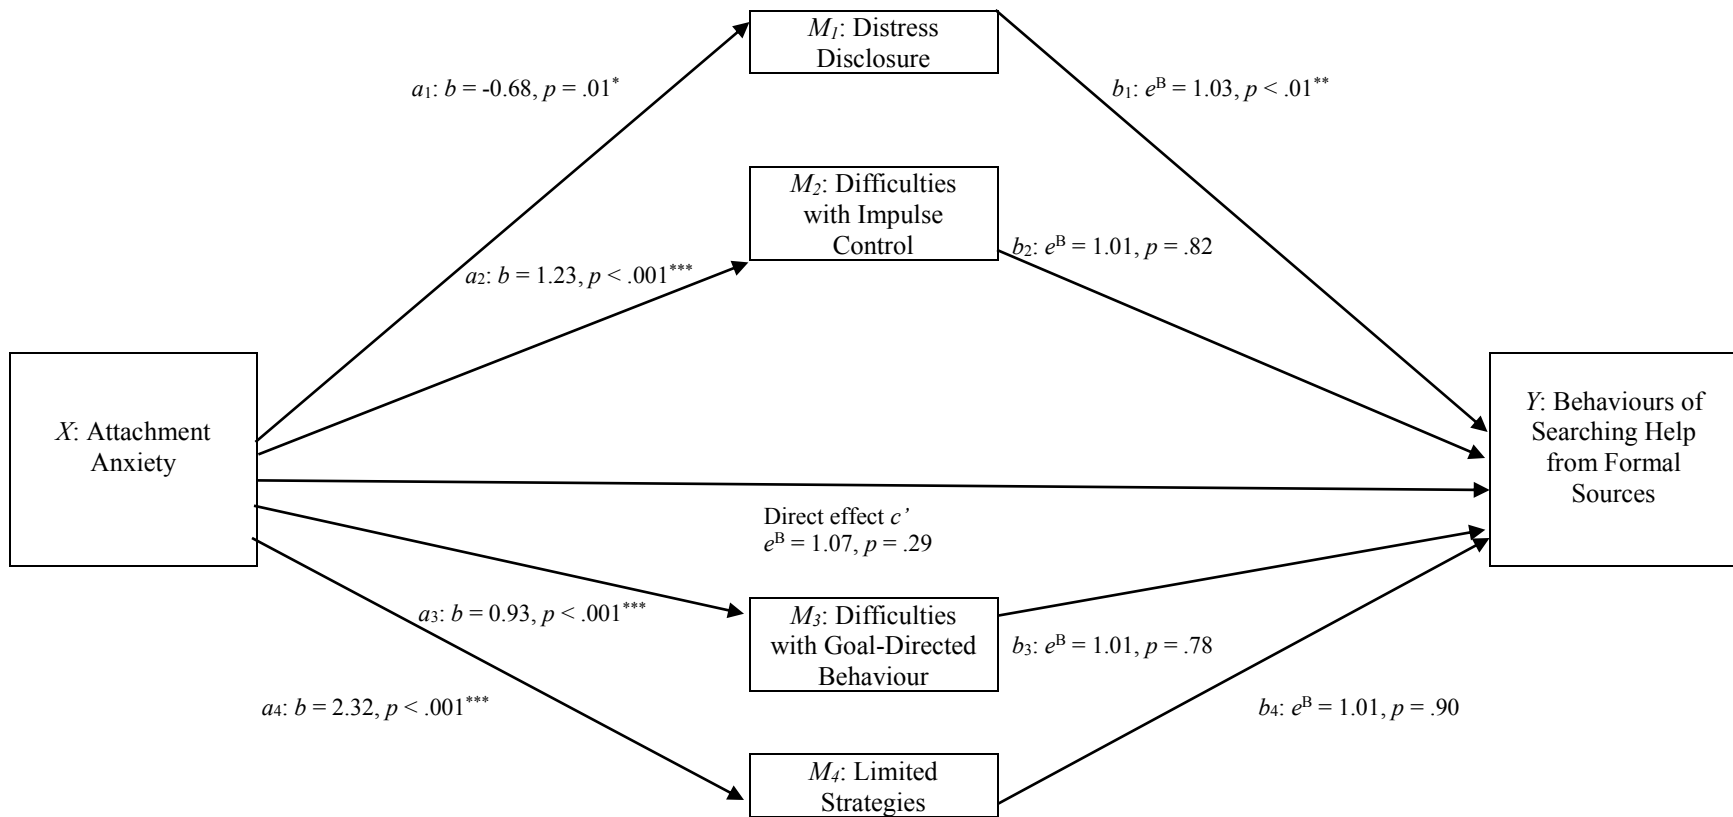 M₁: Distress
Disclosure
a₁: b = -0.68, p = .01*
b₁: eᴮ = 1.03, p < .01**
M₂: Difficulties
with Impulse
Control
b₂: eᴮ = 1.01, p = .82
a₂: b = 1.23, p < .001***
X: Attachment
Anxiety
Y: Behaviours of
Searching Help
from Formal
Sources
Direct effect c’
eᴮ = 1.07, p = .29
a₃: b = 0.93, p < .001***
M₃: Difficulties
with Goal-Directed
Behaviour
b₃: eᴮ = 1.01, p = .78
a₄: b = 2.32, p < .001***
b₄: eᴮ = 1.01, p = .90
M₄: Limited
Strategies